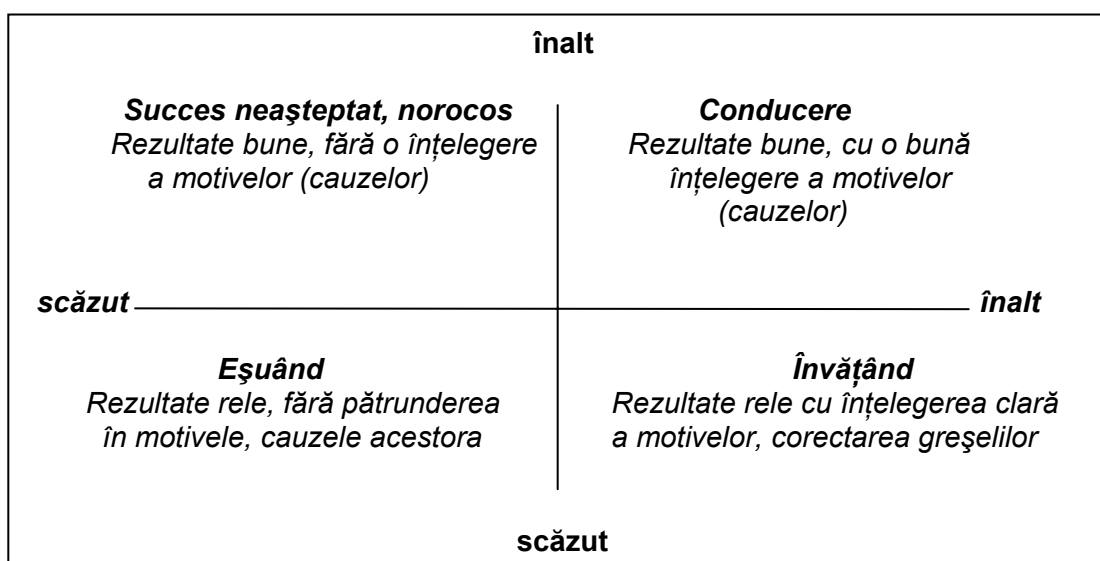 înalt
Succes neaşteptat, norocos
Rezultate bune, fără o înțelegere
a motivelor (cauzelor)
Conducere
Rezultate bune, cu o bună
înțelegere a motivelor
(cauzelor)
scăzut
înalt
Eşuând
Rezultate rele, fără pătrunderea
în motivele, cauzele acestora
Învățând
Rezultate rele cu înțelegerea clară
a motivelor, corectarea greşelilor
scăzut